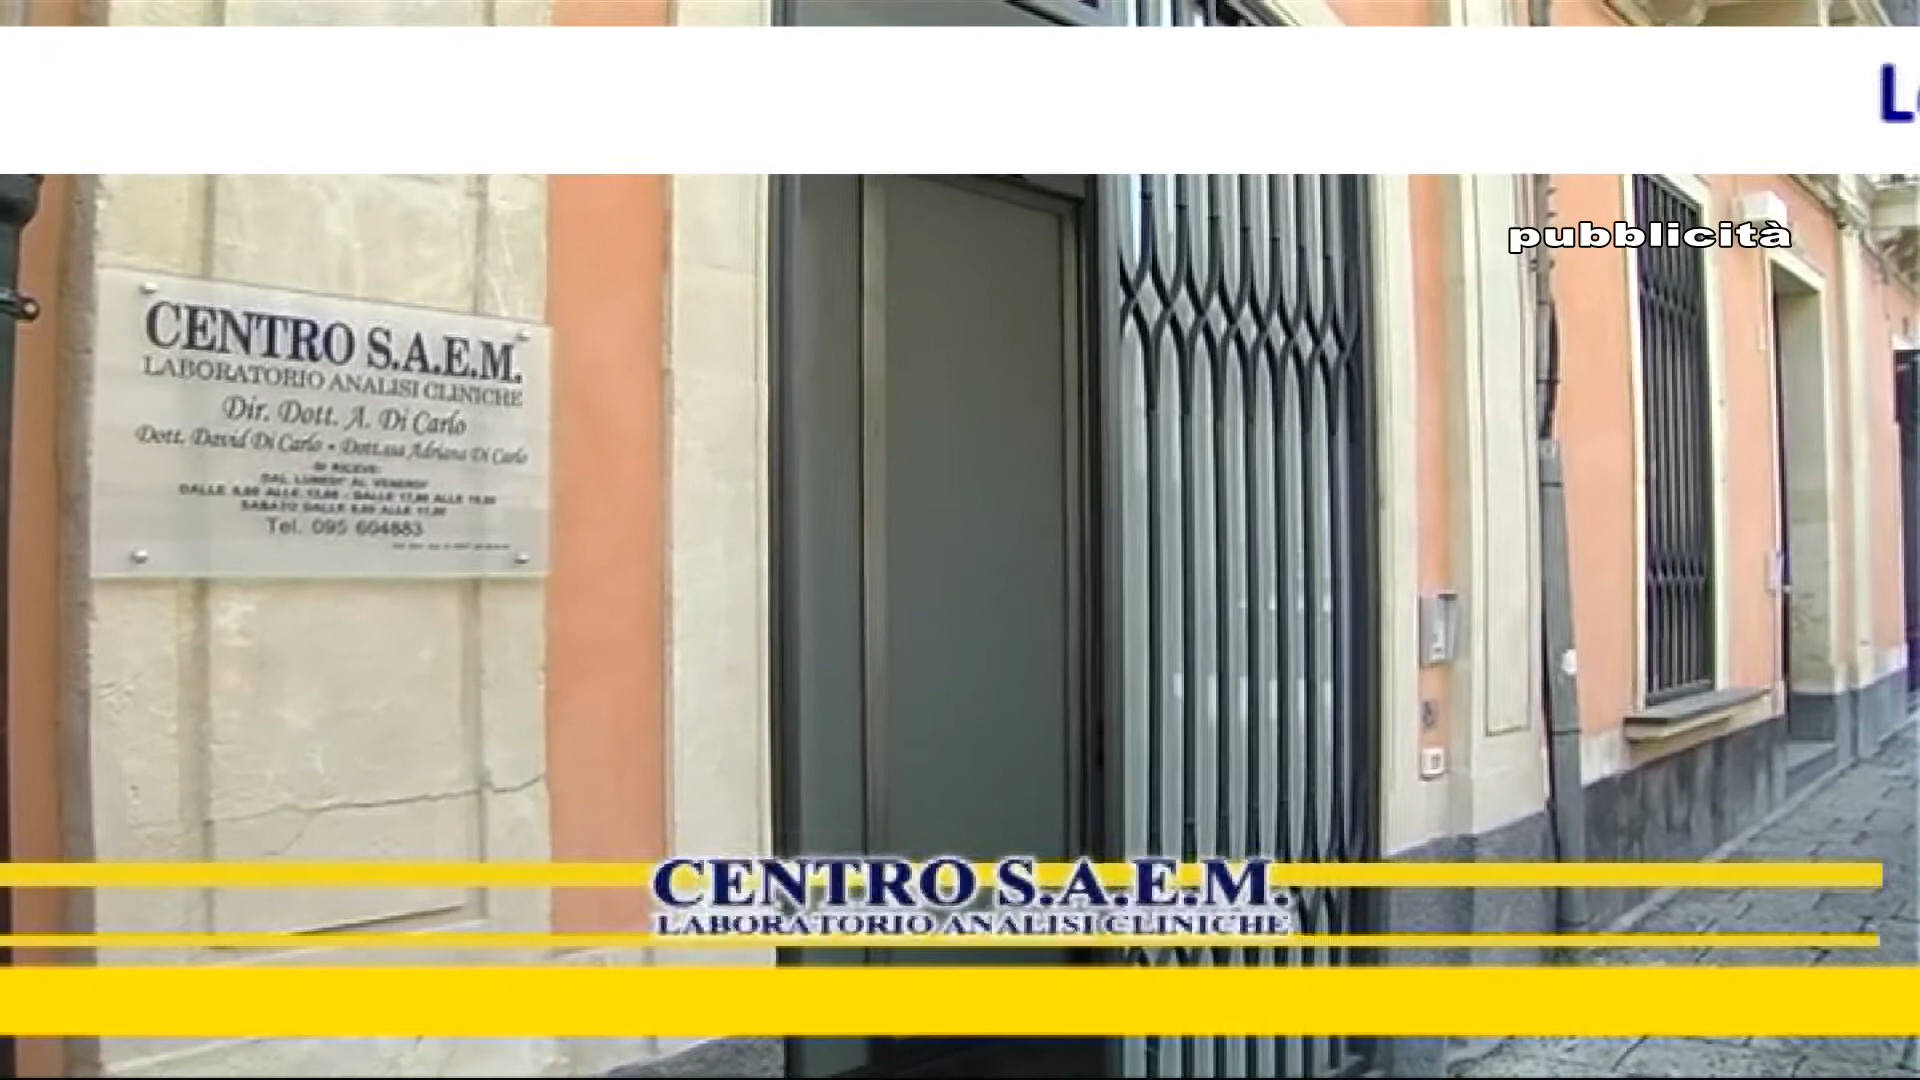 pubblicità
CENTRO S.A.E.M.
LABORATORIO ANALISI CLINICHE
Dir. Dott. A. Di Carlo
Dott. David Di Carlo - Dott.ssa Adriana Di Carlo
SI RICEVE:
DAL LUNEDI' AL VENERDI'
SABATO DALLE
Tel. 095 604883
CENTRO S.A.E.M.
LABORATORIO ANALISI CLINICHE